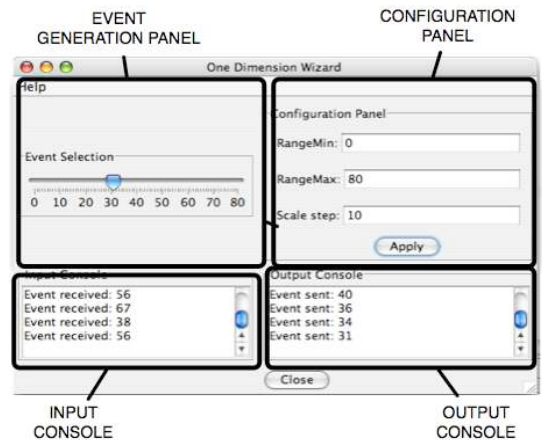 EVENT
GENERATION PANEL
CONFIGURATION
PANEL
One Dimension Wizard
Help
Configuration Panel
RangeMin: 0
Event Selection
RangeMax: 80
0 10 20 30 40 50 60 70 80
Scale step: 10
Apply
Input Console
Event received: 56
Event received: 67
Event received: 38
Event received: 56
Output Console
Event sent: 40
Event sent: 36
Event sent: 34
Event sent: 31
Close
INPUT
CONSOLE
OUTPUT
CONSOLE